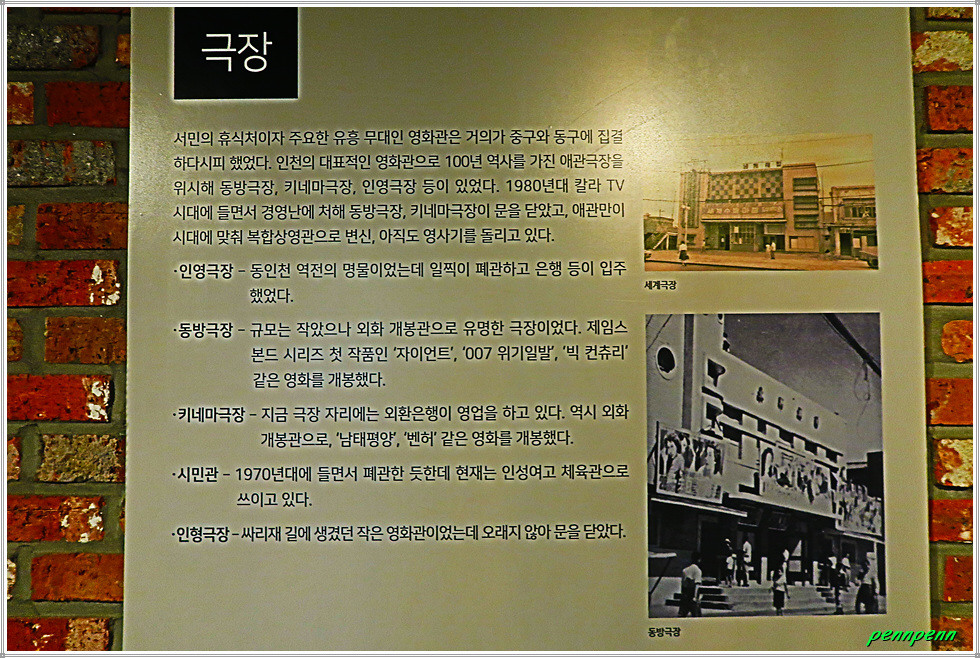 극장
서민의 휴식처이자 주요한 유흥 무대인 영화관은 거의가 중구와 동구에 집결
하다시피 했었다. 인천의 대표적인 영화관으로 100년 역사를 가진 애관극장을
위시해 동방극장, 키네마극장, 인영극장 등이 있었다. 1980년대 칼라 TV
시대에 들면서 경영난에 처해 동방극장, 키네마극장이 문을 닫았고, 애관만이
시대에 맞춰 복합상영관으로 변신, 아직도 영사기를 돌리고 있다.
·인영극장 – 동인천 역전의 명물이었는데 일찍이 폐관하고 은행 등이 입주
했었다.
·동방극장 – 규모는 작았으나 외화 개봉관으로 유명한 극장이었다. 제임스
본드 시리즈 첫 작품인 '자이언트', '007 위기일발', '빅 컨츄리'
같은 영화를 개봉했다.
·키네마극장 – 지금 극장 자리에는 외환은행이 영업을 하고 있다. 역시 외화
개봉관으로, '남태평양', '벤허' 같은 영화를 개봉했다.
·시민관 – 1970년대에 들면서 폐관한 듯한데 현재는 인성여고 체육관으로
쓰이고 있다.
·인형극장 – 싸리재 길에 생겼던 작은 영화관이었는데 오래지 않아 문을 닫았다.
세계극장
동방극장
pennpenn